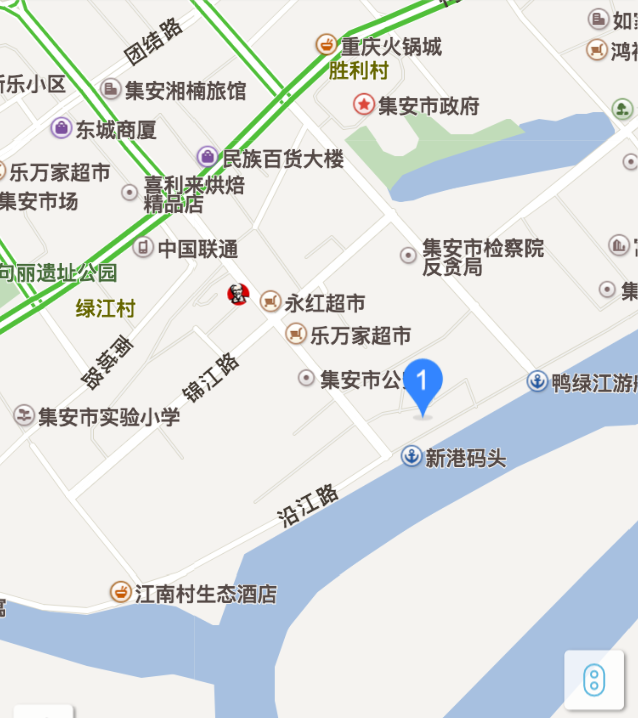 如家
团结路
重庆火锅城
鸿福
胜利村
新乐小区
集安湘楠旅馆
集安市政府
东城商厦
民族百货大楼
乐万家超市
喜利来烘焙
精品店
集安市场
中国联通
集安市检察院
反贪局
句丽遗址公园
集
绿江村
永红超市
乐万家超市
南城路
锦江路
集安市公
1
鸭绿江游船
集安市实验小学
新港码头
沿江路
江南村生态酒店